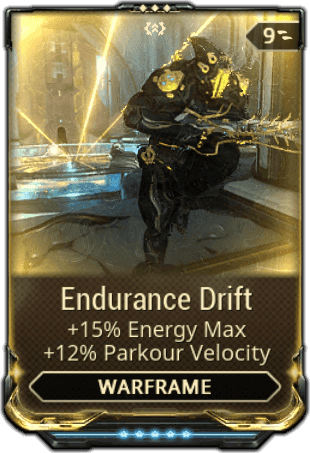 9
Endurance Drift
+15% Energy Max
+12% Parkour Velocity
WARFRAME